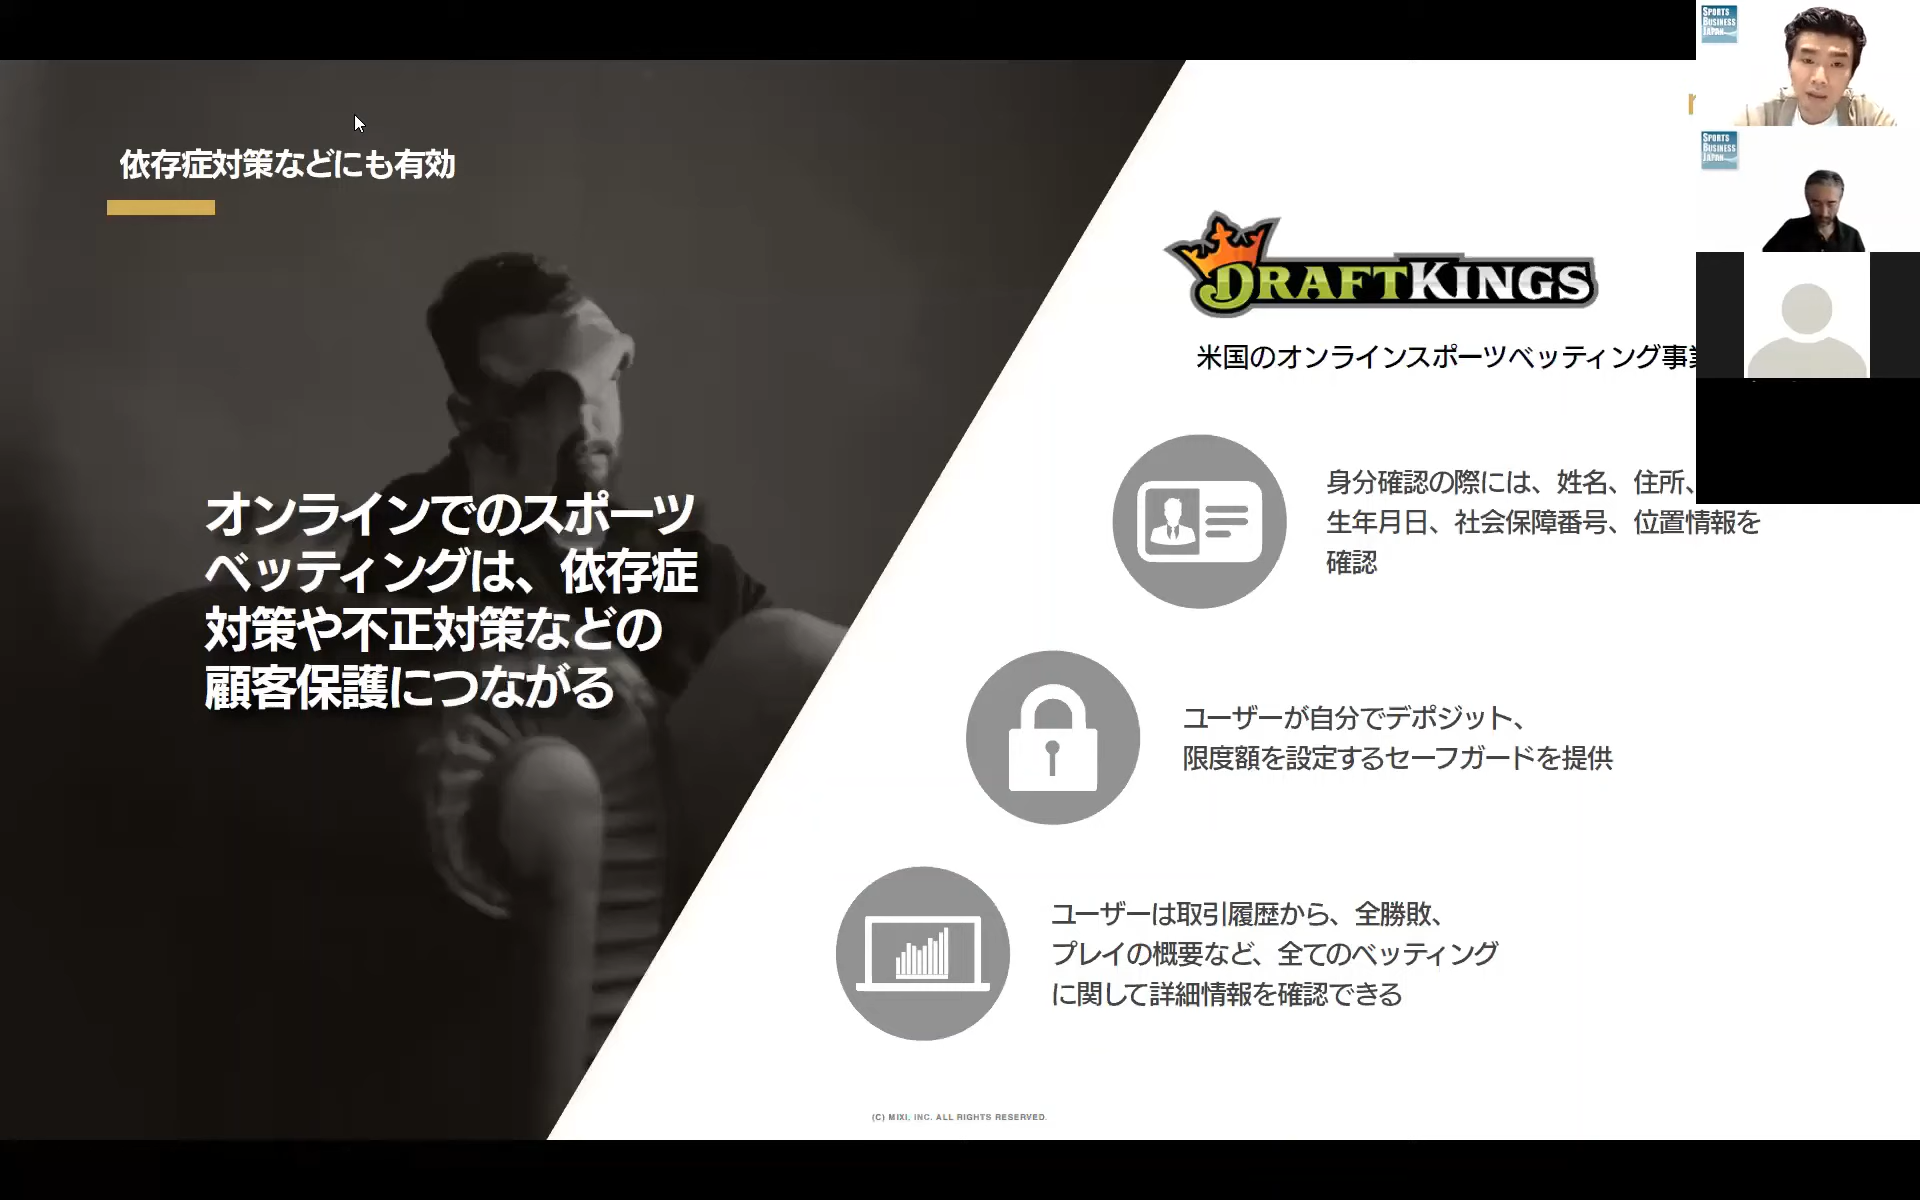 依存症対策などにも有効
オンラインでのスポーツ
ベッティングは、依存症
対策や不正対策などの
顧客保護につながる
DRAFTKINGS
米国のオンラインスポーツベッティング事
身分確認の際には、姓名、住所、
生年月日、社会保障番号、位置情報を
確認
ユーザーが自分でデポジット、
限度額を設定するセーフガードを提供
ユーザーは取引履歴から、全勝敗、
プレイの概要など、全てのベッティング
に関して詳細情報を確認できる
(C) MIXI, INC. ALL RIGHTS RESERVED.
SPORTS
BUSINESS
JAPAN
SPORTS
BUSINESS
JAPAN